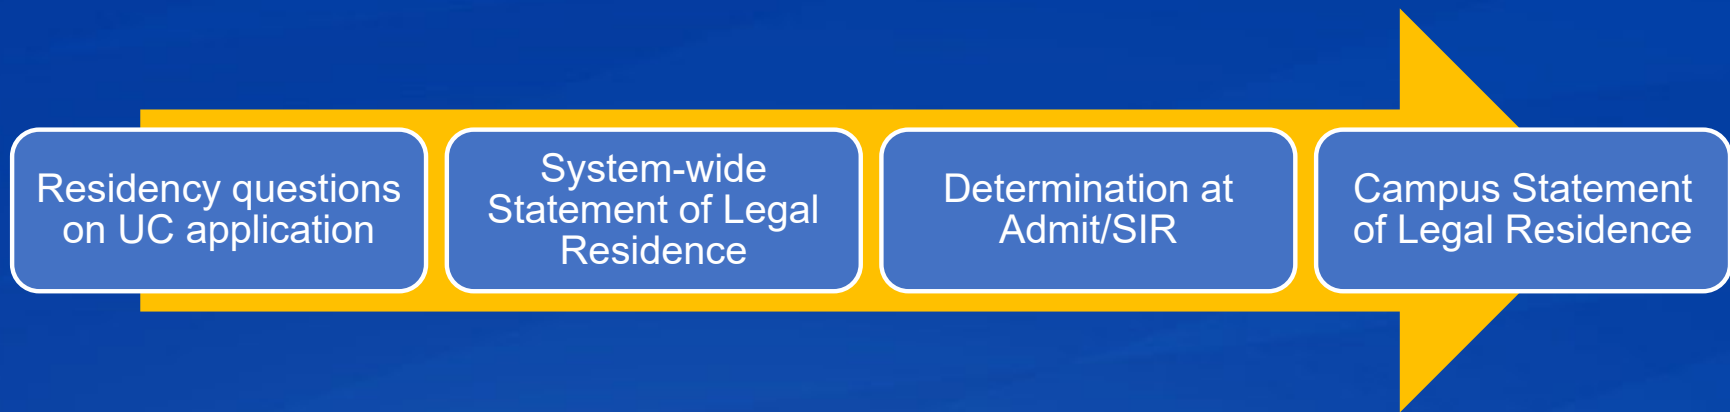 Residency questions
on UC application
System-wide
Statement of Legal
Residence
Determination at
Admit/SIR
Campus Statement
of Legal Residence